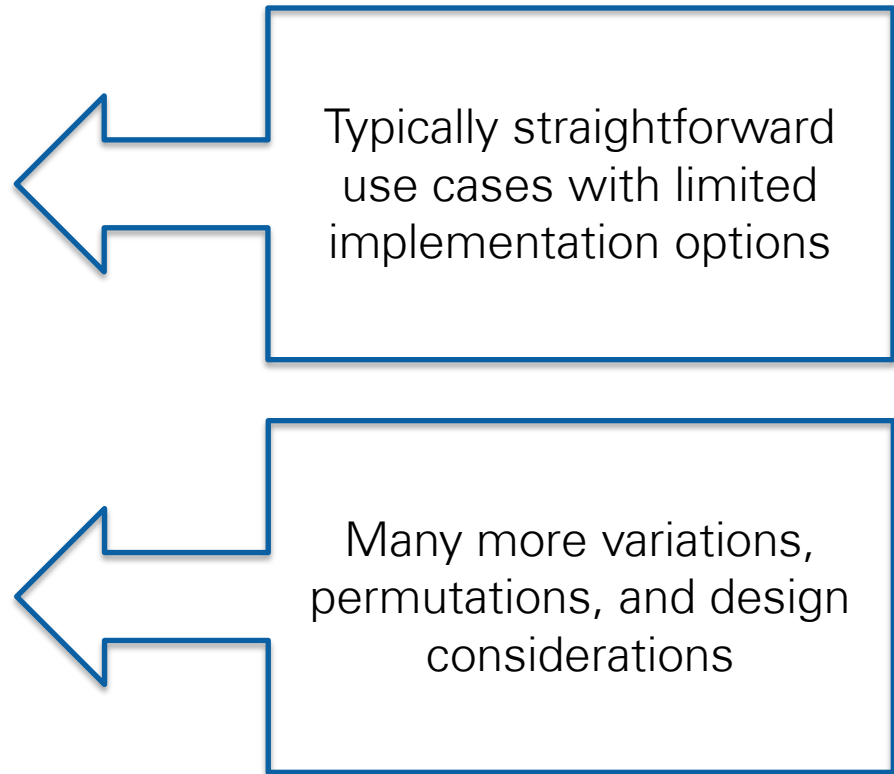 Typically straightforward
use cases with limited
implementation options
Many more variations,
permutations, and design
considerations